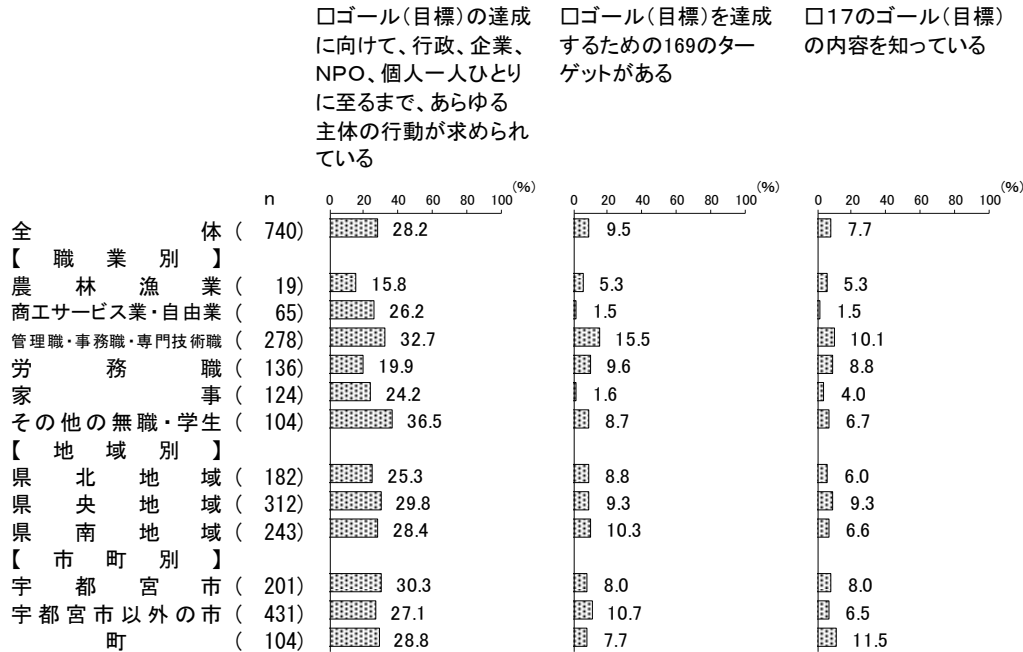 □ゴール(目標)の達成
に向けて、行政、企業、
NPO、個人一人ひとり
に至るまで、あらゆる
主体の行動が求められ
ている
□ゴール(目標)を達成
するための169のター
ゲットがある
□17のゴール(目標)
の内容を知っている
n 0 20 40 60 80 100 (%) 0 20 40 60 80 100 (%) 0 20 40 60 80 100 (%)
全体 ( 740) 28.2 9.5 7.7
【職業別】
農林漁業 ( 19) 15.8 5.3 5.3
商工サービス業・自由業 ( 65) 26.2 1.5 1.5
管理職・事務職・専門技術職 ( 278) 32.7 15.5 10.1
労務職 ( 136) 19.9 9.6 8.8
家事 ( 124) 24.2 1.6 4.0
その他の無職・学生 ( 104) 36.5 8.7 6.7
【地域別】
県北地域 ( 182) 25.3 8.8 6.0
県央地域 ( 312) 29.8 9.3 9.3
県南地域 ( 243) 28.4 10.3 6.6
【市町別】
宇都宮市 ( 201) 30.3 8.0 8.0
宇都宮市以外の市 ( 431) 27.1 10.7 6.5
町 ( 104) 28.8 7.7 11.5